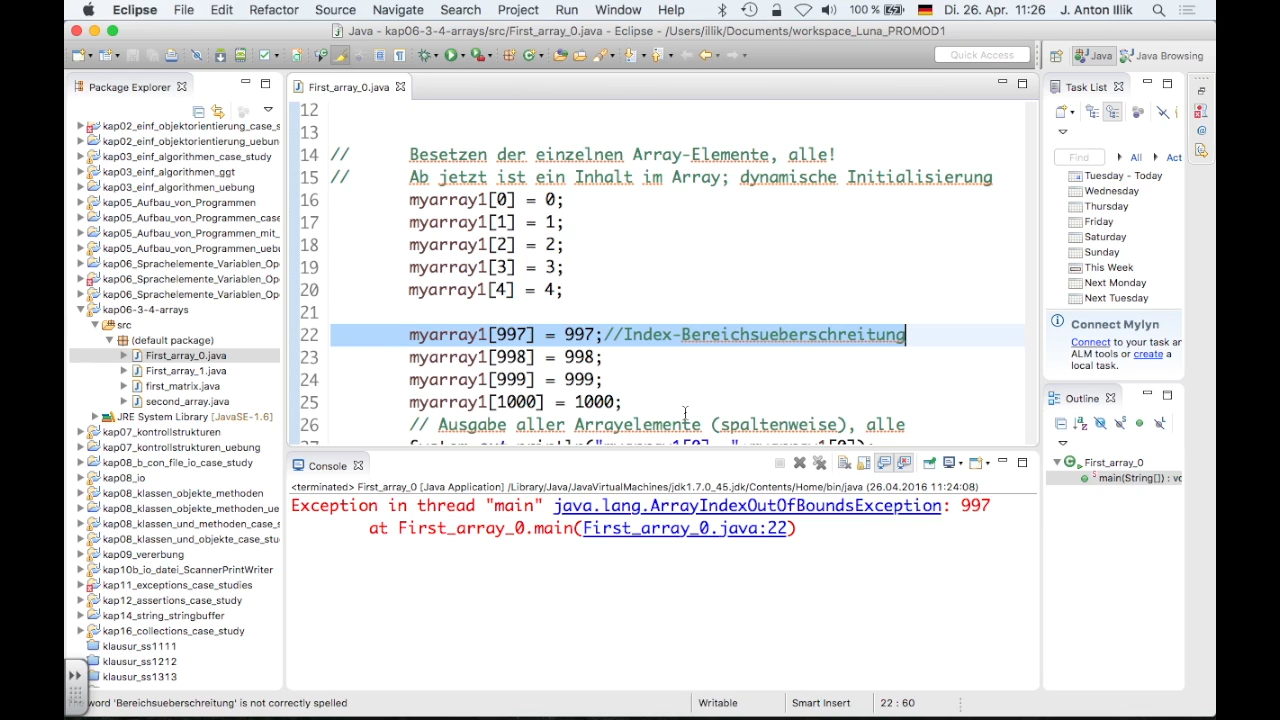 Eclipse File Edit Refactor Source Navigate Search Project Run Window Help 100 % Di. 26. Apr. 11:26 J. Anton Illik
Java - kap06-3-4-arrays/src/First_array_0.java - Eclipse - /Users/illik/Documents/workspace_Luna_PROMOD1
Quick Access Java Java Browsing
Package Explorer
kap02_einf_objektorientierung_case_s
kap02_einf_objektorientierung_uebun
kap03_einf_algorithmen_case_study
kap03_einf_algorithmen_ggt
kap03_einf_algorithmen_uebung
kap05_Aufbau_von_Programmen
kap05_Aufbau_von_Programmen_case
kap05_Aufbau_von_Programmen_mit_
kap05_Aufbau_von_Programmen_uebu
kap06_Sprachelemente_Variablen_Ope
kap06_Sprachelemente_Variablen_Ope
kap06_Sprachelemente_Variablen_Ope
kap06-3-4-arrays
src
(default package)
First_array_0.java
First_array_1.java
first_matrix.java
second_array.java
JRE System Library [JavaSE-1.6]
kap07_kontrollstrukturen
kap07_kontrollstrukturen_uebung
kap08_b_con_file_io_case_study
kap08_io
kap08_klassen_objekte_methoden
kap08_klassen_objekte_methoden_ue
kap08_klassen_und_methoden_case_s
kap08_klassen_und_objekte_case_stu
kap09_vererbung
kap10b_io_datei_ScannerPrintWriter
kap11_exceptions_case_studies
kap12_assertions_case_study
kap14_string_stringbuffer
kap16_collections_case_study
klausur_ss1111
klausur_ss1212
klausur_ss1313
First_array_0.java
12
13
14 // Besetzen der einzelnen Array-Elemente, alle!
15 // Ab jetzt ist ein Inhalt im Array; dynamische Initialisierung
16 myarray1[0] = 0;
17 myarray1[1] = 1;
18 myarray1[2] = 2;
19 myarray1[3] = 3;
20 myarray1[4] = 4;
21
22 myarray1[997] = 997;//Index-Bereichsueberschreitung
23 myarray1[998] = 998;
24 myarray1[999] = 999;
25 myarray1[1000] = 1000;
26 // Ausgabe aller Arrayelemente (spaltenweise), alle
Console
<terminated> First_array_0 [Java Application] /Library/Java/JavaVirtualMachines/jdk1.7.0_45.jdk/Contents/Home/bin/java (26.04.2016 11:24:08)
Exception in thread "main" java.lang.ArrayIndexOutOfBoundsException: 997
at First_array_0.main(First_array_0.java:22)
Task List
Find All Act
Tuesday - Today
Wednesday
Thursday
Friday
Saturday
Sunday
This Week
Next Monday
Next Tuesday
Connect Mylyn
Connect to your task an
ALM tools or create a
local task.
Outline
First_array_0
main(String[]) : vo
word 'Bereichsueberschreitung' is not correctly spelled Writable Smart Insert 22 : 60